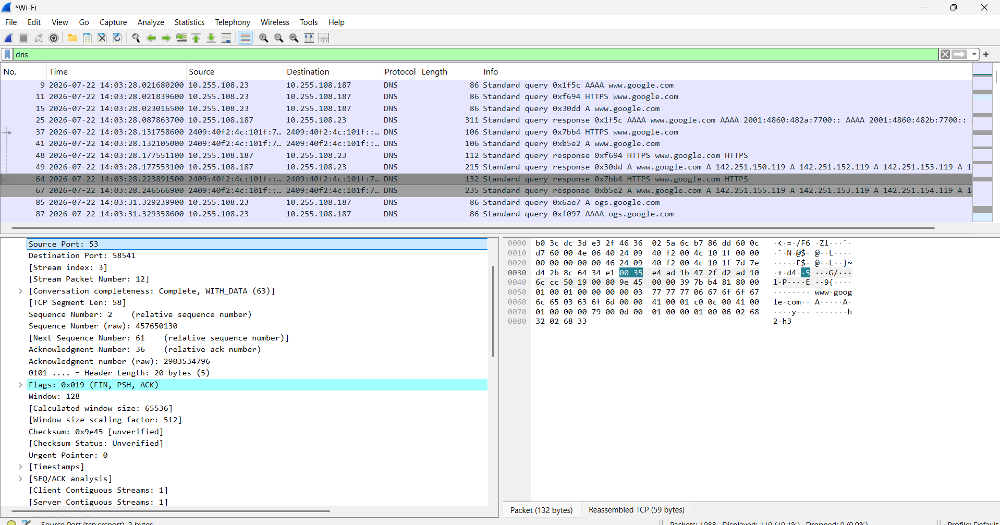 *Wi-Fi
File Edit View Go Capture Analyze Statistics Telephony Wireless Tools Help
dns
No. Time Source Destination Protocol Length Info
9 2026-07-22 14:03:28.021680200 10.255.108.23 10.255.108.187 DNS 86 Standard query 0x1f5c AAAA www.google.com
11 2026-07-22 14:03:28.021839600 10.255.108.23 10.255.108.187 DNS 86 Standard query 0xf694 HTTPS www.google.com
15 2026-07-22 14:03:28.023016500 10.255.108.23 10.255.108.187 DNS 86 Standard query 0x30dd A www.google.com
25 2026-07-22 14:03:28.087863700 10.255.108.187 10.255.108.23 DNS 311 Standard query response 0x1f5c AAAA www.google.com AAAA 2001:4860:482a:7700:: AAAA 2001:4860:482b:7700::
37 2026-07-22 14:03:28.131758600 2409:40f2:4c:101f:7… 2409:40f2:4c:101f::… DNS 106 Standard query 0x7bb4 HTTPS www.google.com
41 2026-07-22 14:03:28.132105000 2409:40f2:4c:101f:7… 2409:40f2:4c:101f::… DNS 106 Standard query 0xb5e2 A www.google.com
48 2026-07-22 14:03:28.177551100 10.255.108.187 10.255.108.23 DNS 112 Standard query response 0xf694 HTTPS www.google.com HTTPS
49 2026-07-22 14:03:28.177553100 10.255.108.187 10.255.108.23 DNS 215 Standard query response 0x30dd A www.google.com A 142.251.150.119 A 142.251.152.119 A 142.251.153.119 A 1
64 2026-07-22 14:03:28.223891500 2409:40f2:4c:101f::… 2409:40f2:4c:101f:7… DNS 132 Standard query response 0x7bb4 HTTPS www.google.com HTTPS
67 2026-07-22 14:03:28.246566900 2409:40f2:4c:101f::… 2409:40f2:4c:101f:7… DNS 235 Standard query response 0xb5e2 A www.google.com A 142.251.155.119 A 142.251.153.119 A 142.251.154.119 A 1
85 2026-07-22 14:03:31.329239900 10.255.108.23 10.255.108.187 DNS 86 Standard query 0x6ae7 A ogs.google.com
87 2026-07-22 14:03:31.329358600 10.255.108.23 10.255.108.187 DNS 86 Standard query 0xf097 AAAA ogs.google.com
Source Port: 53
Destination Port: 58541
[Stream index: 3]
[Stream Packet Number: 12]
[Conversation completeness: Complete, WITH_DATA (63)]
[TCP Segment Len: 58]
Sequence Number: 2 (relative sequence number)
Sequence Number (raw): 457650130
[Next Sequence Number: 61 (relative sequence number)]
Acknowledgment Number: 36 (relative ack number)
Acknowledgment number (raw): 2903534796
0101 .... = Header Length: 20 bytes (5)
Flags: 0x019 (FIN, PSH, ACK)
Window: 128
[Calculated window size: 65536]
[Window size scaling factor: 512]
Checksum: 0x9e45 [unverified]
[Checksum Status: Unverified]
Urgent Pointer: 0
[Timestamps]
[SEQ/ACK analysis]
[Client Contiguous Streams: 1]
[Server Contiguous Streams: 1]
0000 b0 3c dc 3d e3 2f 46 36 02 5a 6c b7 86 dd 60 0c ·<·=·/F6 ·Zl···`·
0010 d7 60 00 4e 06 40 24 09 40 f2 00 4c 10 1f 00 00 ·`·N·@$· @··L····
0020 00 00 00 00 00 46 24 09 40 f2 00 4c 10 1f 7d 7e ·····F$· @··L··}~
0030 d4 2b 8c 64 34 e1 00 35 e4 ad 1b 47 2f d2 ad 10 ·+·d4··5 ···G/···
0040 6c cc 50 19 00 80 9e 45 00 00 39 7b b4 81 80 00 l·P····E ··9{····
0050 01 00 01 00 00 00 00 03 77 77 77 06 67 6f 6f 67 ········ www·goog
0060 6c 65 03 63 6f 6d 00 00 41 00 01 c0 0c 00 41 00 le·com·· A·····A·
0070 01 00 00 00 79 00 0d 00 01 00 00 01 00 06 02 68 ····y··· ·······h
0080 32 02 68 33 2·h3
Packet (132 bytes) Reassembled TCP (59 bytes)
Source Port (tcp.srcport), 2 bytes
Packets: 1088 · Displayed: 110 (10.1%) · Dropped: 0 (0.0%)
Profile: Default